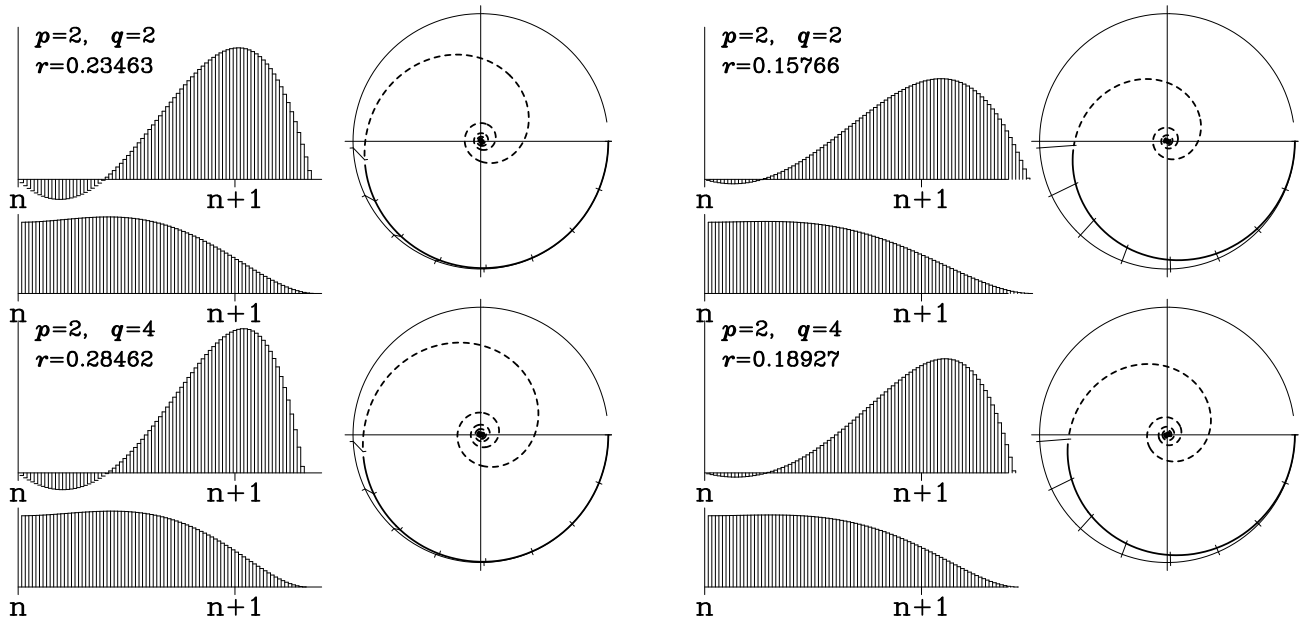 p=2, q=2
r=0.23463
n n+1
n n+1
p=2, q=4
r=0.28462
n n+1
n n+1
p=2, q=2
r=0.15766
n n+1
n n+1
p=2, q=4
r=0.18927
n n+1
n n+1